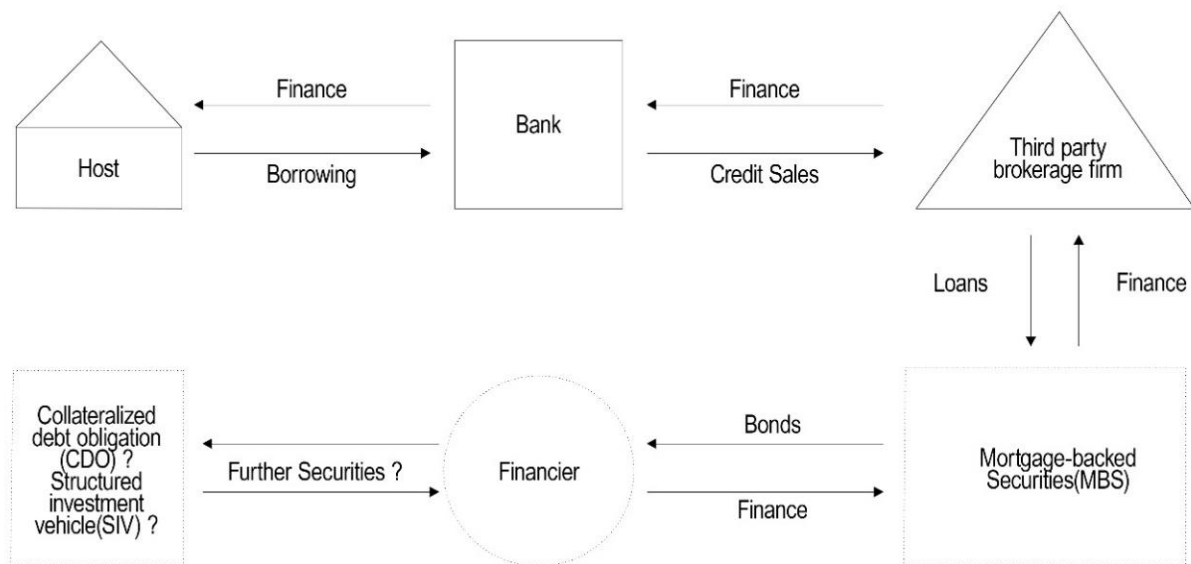 Finance
Finance
Host
Bank
Third party
brokerage firm
Borrowing
Credit Sales
Loans
Finance
Collateralized
debt obligation
(CDO) ?
Structured
investment
vehicle(SIV) ?
Further Securities ?
Financier
Bonds
Finance
Mortgage-backed
Securities(MBS)